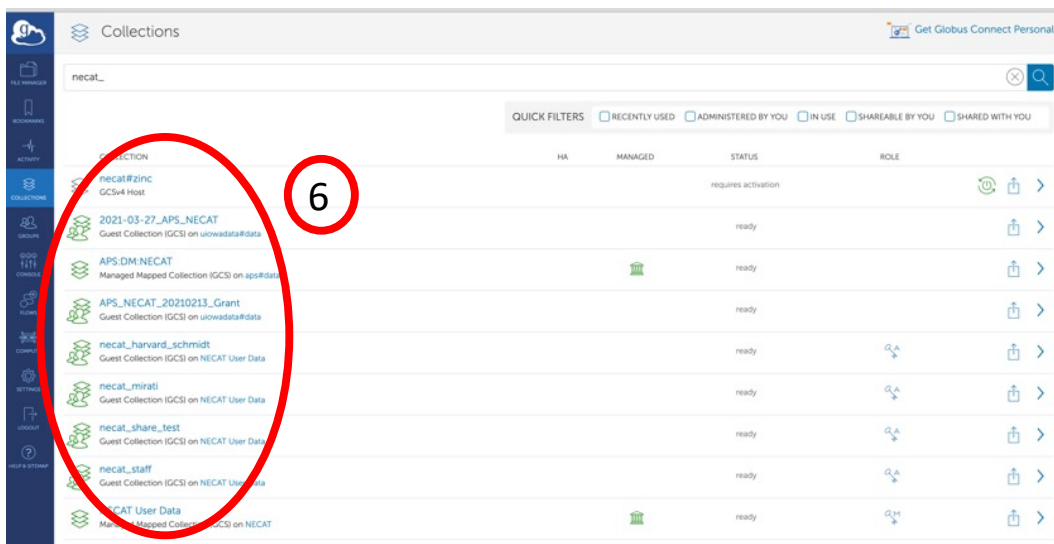 Collections
Get Globus Connect Personal
FILE MANAGER
necat_
BOOKMARKS
QUICK FILTERS RECENTLY USED ADMINISTERED BY YOU IN USE SHAREABLE BY YOU SHARED WITH YOU
ACTIVITY
COLLECTION HA MANAGED STATUS ROLE
COLLECTIONS
necat#zinc
GCSv4 Host
requires activation
6
GROUPS
2021-03-27_APS_NECAT
Guest Collection (GCS) on uiowadata#data
ready
CONSOLE
APS:DM:NECAT
Managed Mapped Collection (GCS) on aps#data
ready
FLOWS
APS_NECAT_20210213_Grant
Guest Collection (GCS) on uiowadata#data
ready
necat_harvard_schmidt
Guest Collection (GCS) on NECAT User Data
ready
SETTINGS
necat_mirati
Guest Collection (GCS) on NECAT User Data
ready
LOGOUT
necat_share_test
Guest Collection (GCS) on NECAT User Data
ready
HELP & SITEMAP
necat_staff
Guest Collection (GCS) on NECAT User Data
ready
User Data
Managed Mapped Collection (GCS) on NECAT
ready